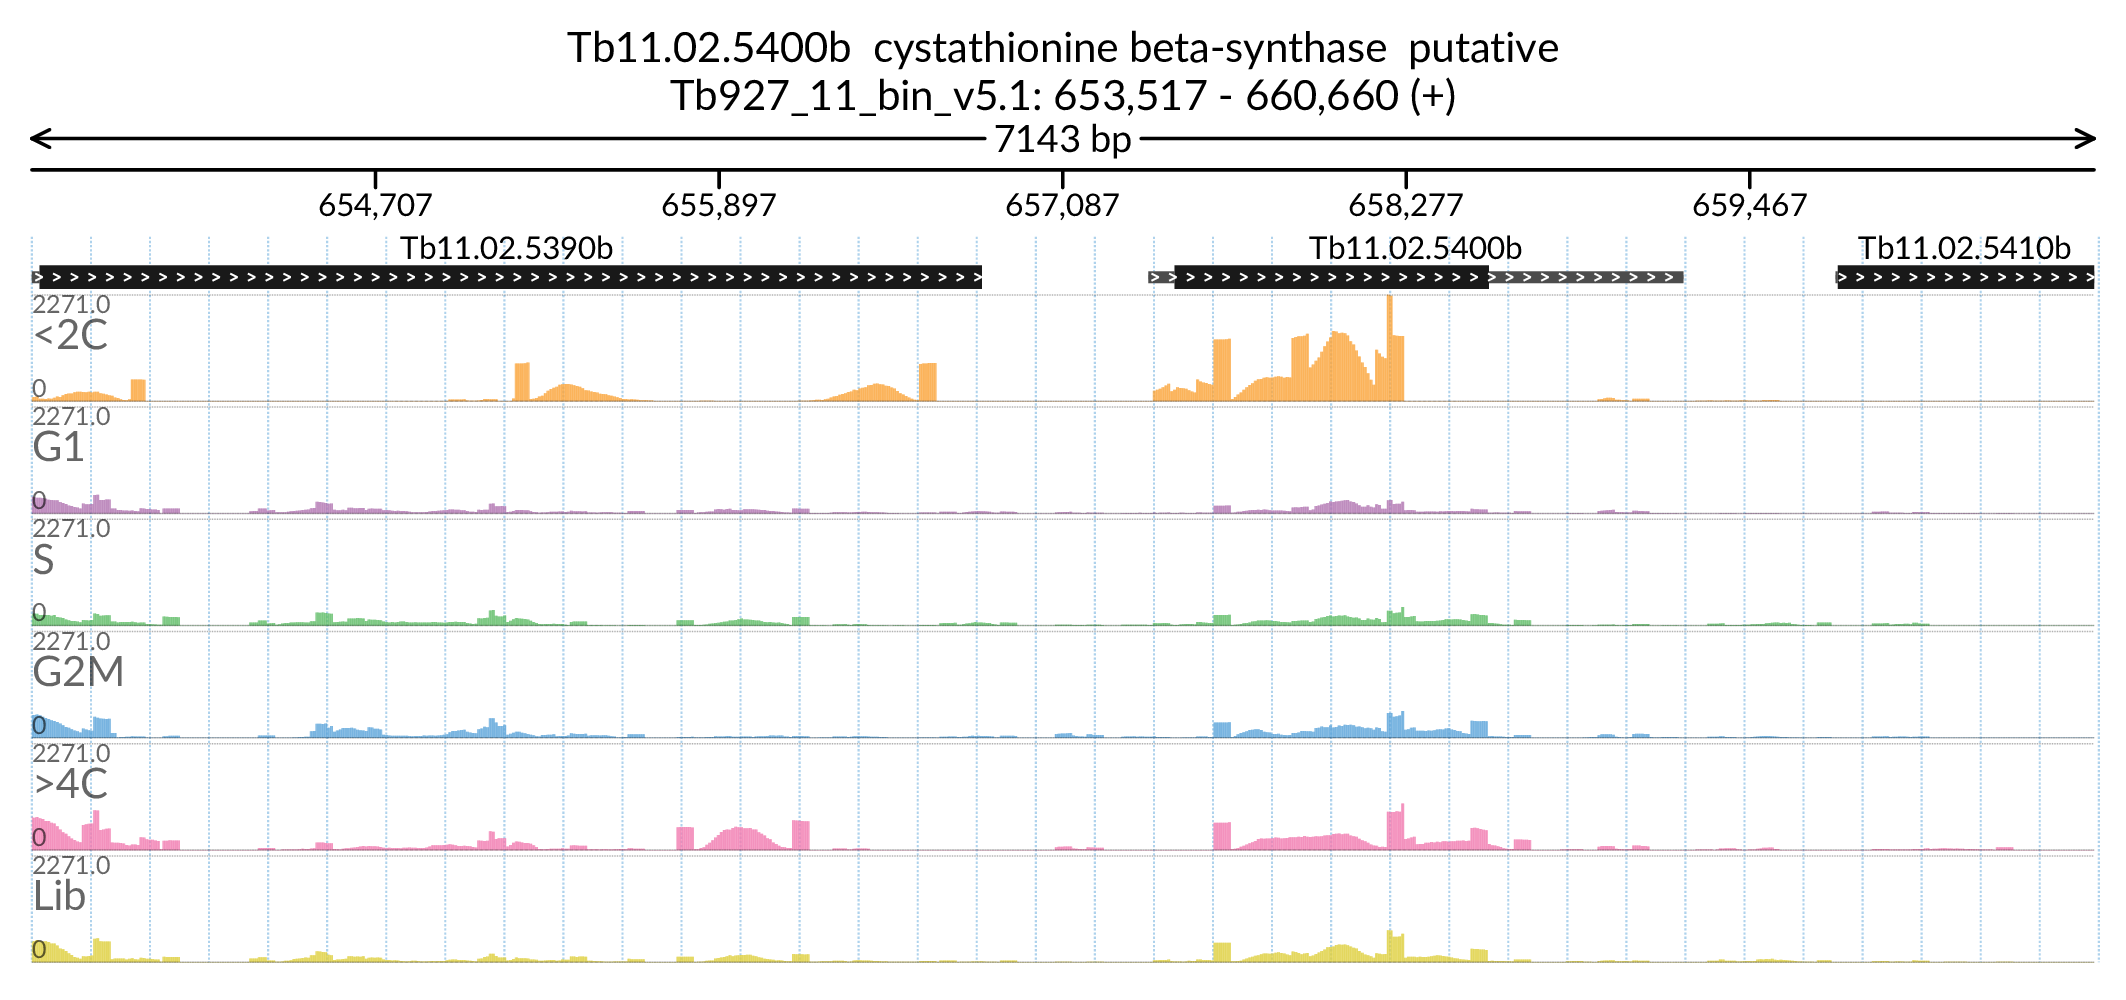 Tb11.02.5400b cystathionine beta-synthase putative
Tb927_11_bin_v5.1: 653,517 - 660,660 (+)
7143 bp
654,707 655,897 657,087 658,277 659,467
Tb11.02.5390b Tb11.02.5400b Tb11.02.5410b
2271.0
<2C
0
2271.0
G1
0
2271.0
S
0
2271.0
G2M
0
2271.0
>4C
0
2271.0
Lib
0